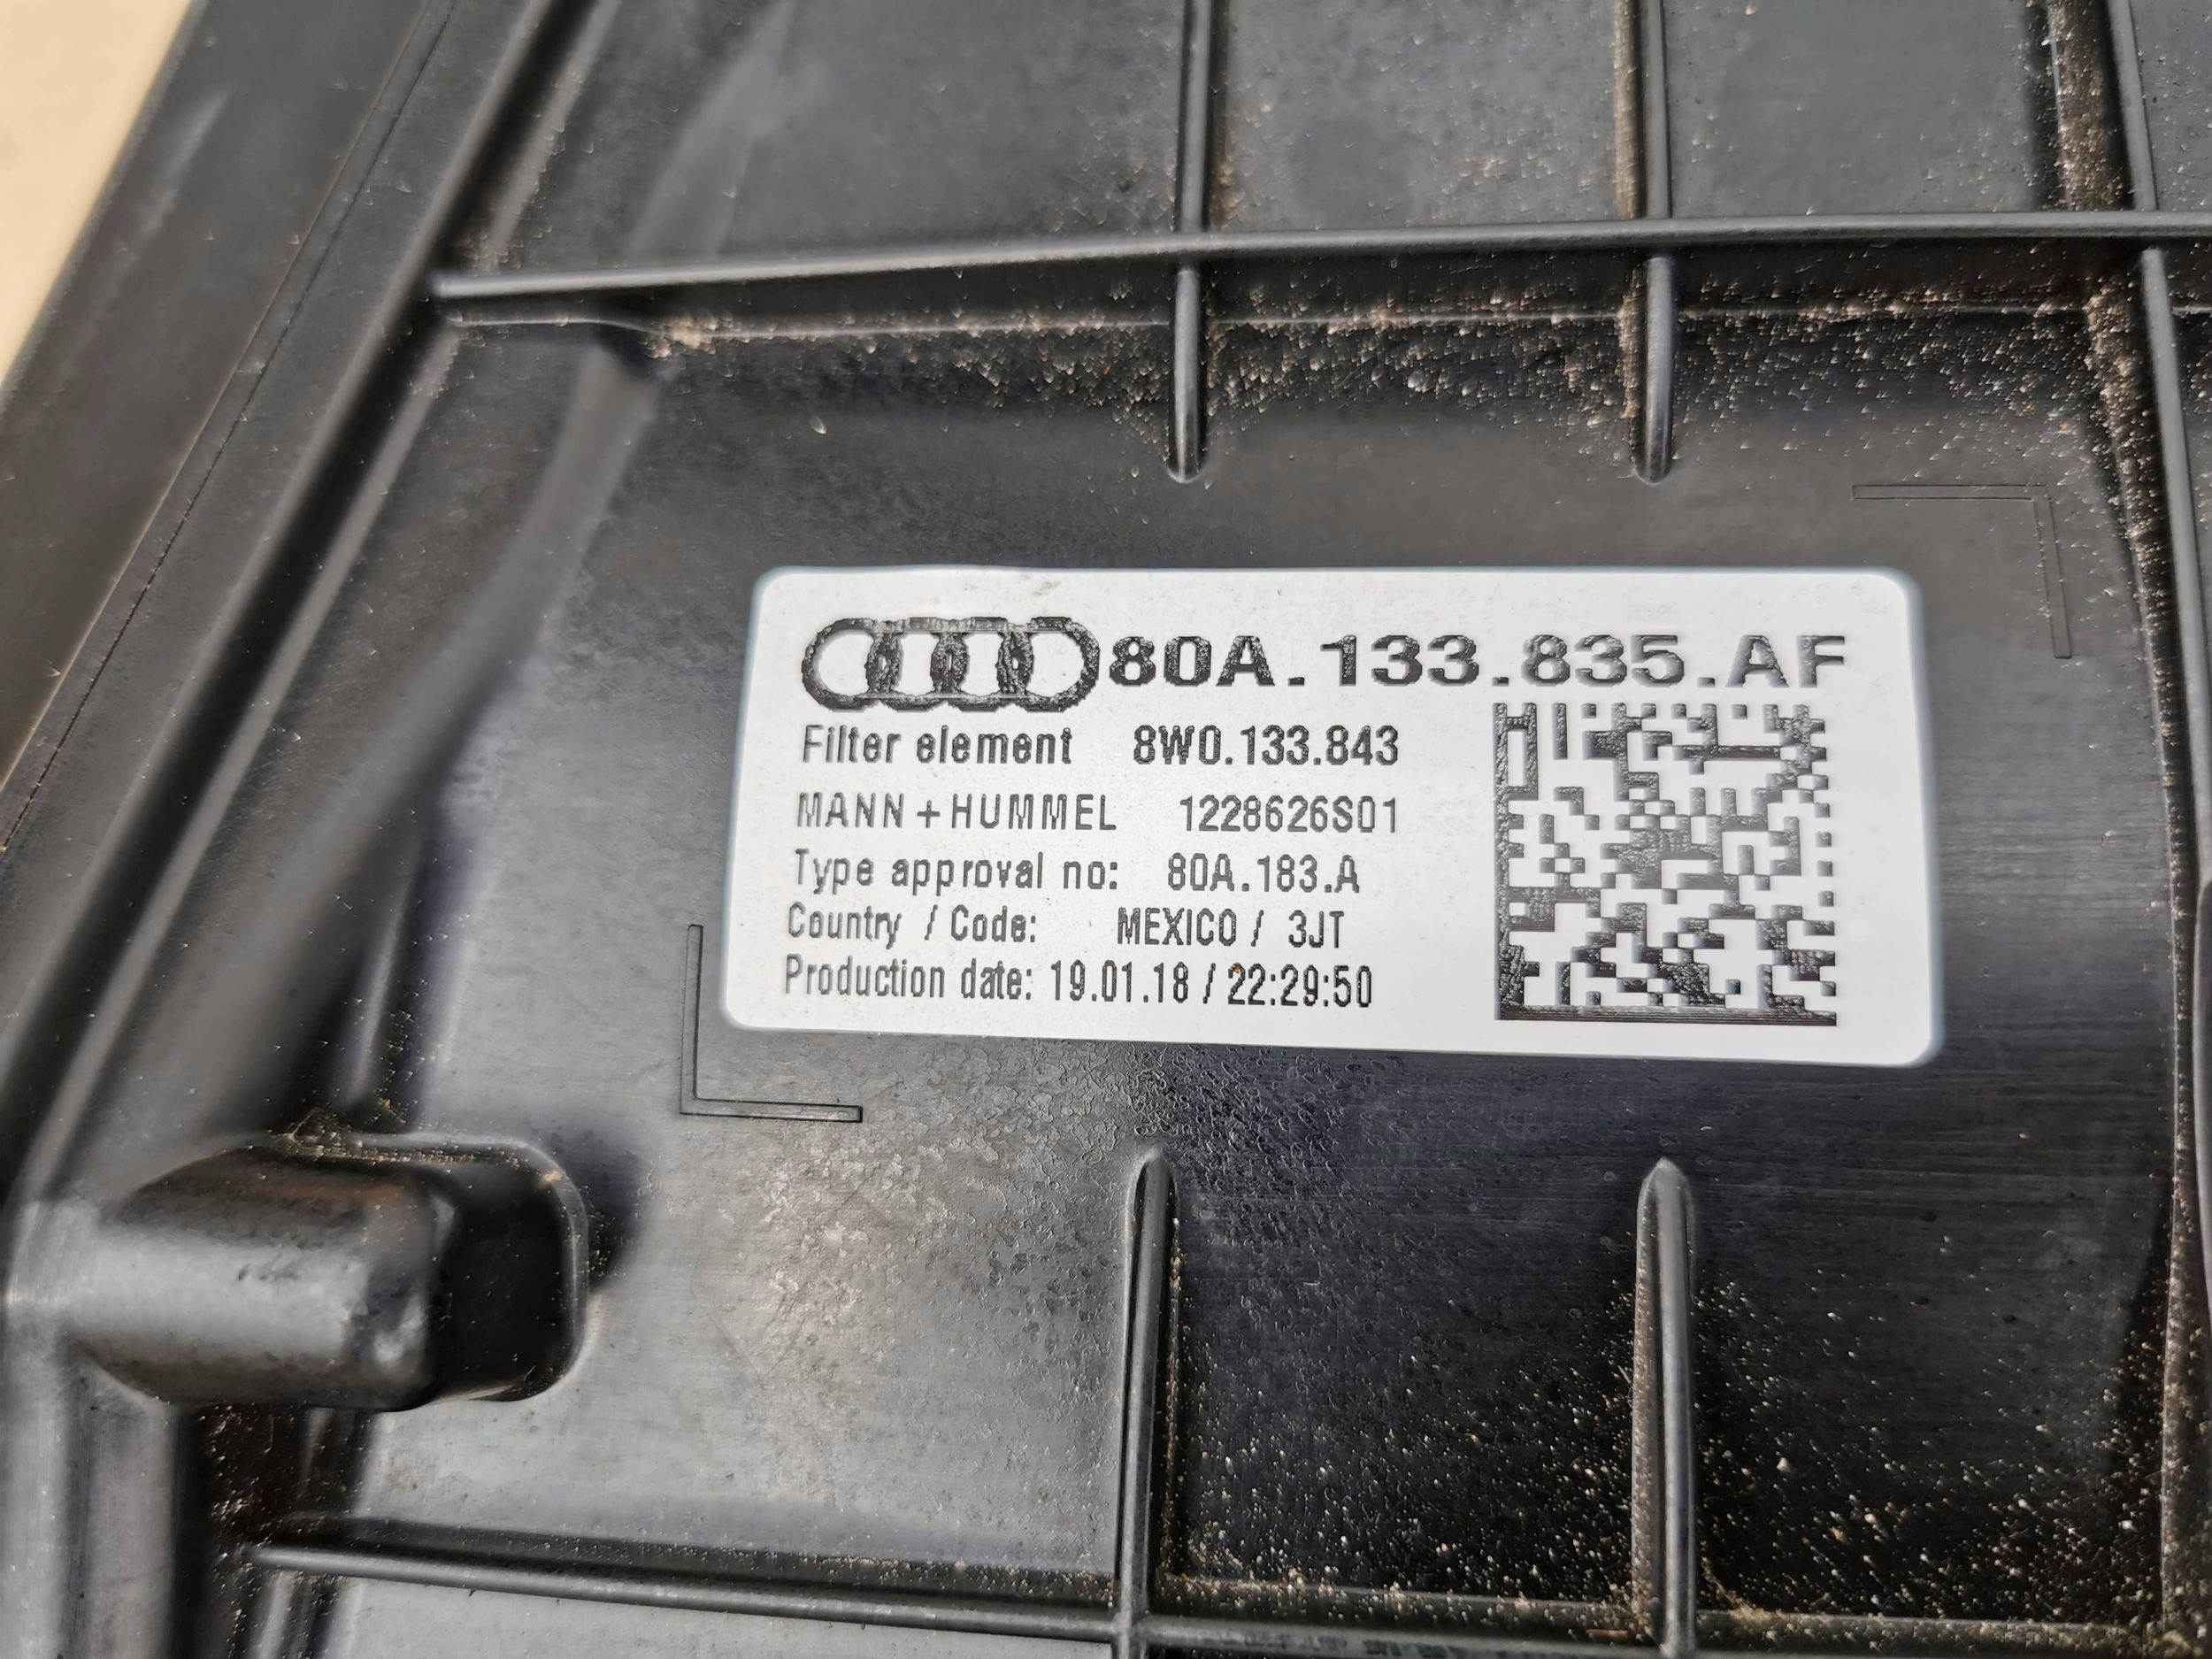 80A.133.835.AF
Filter element 8W0.133.843
MANN+HUMMEL 1228626S01
Type approval no: 80A.183.A
Country / Code: MEXICO / 3JT
Production date: 19.01.18 / 22:29:50